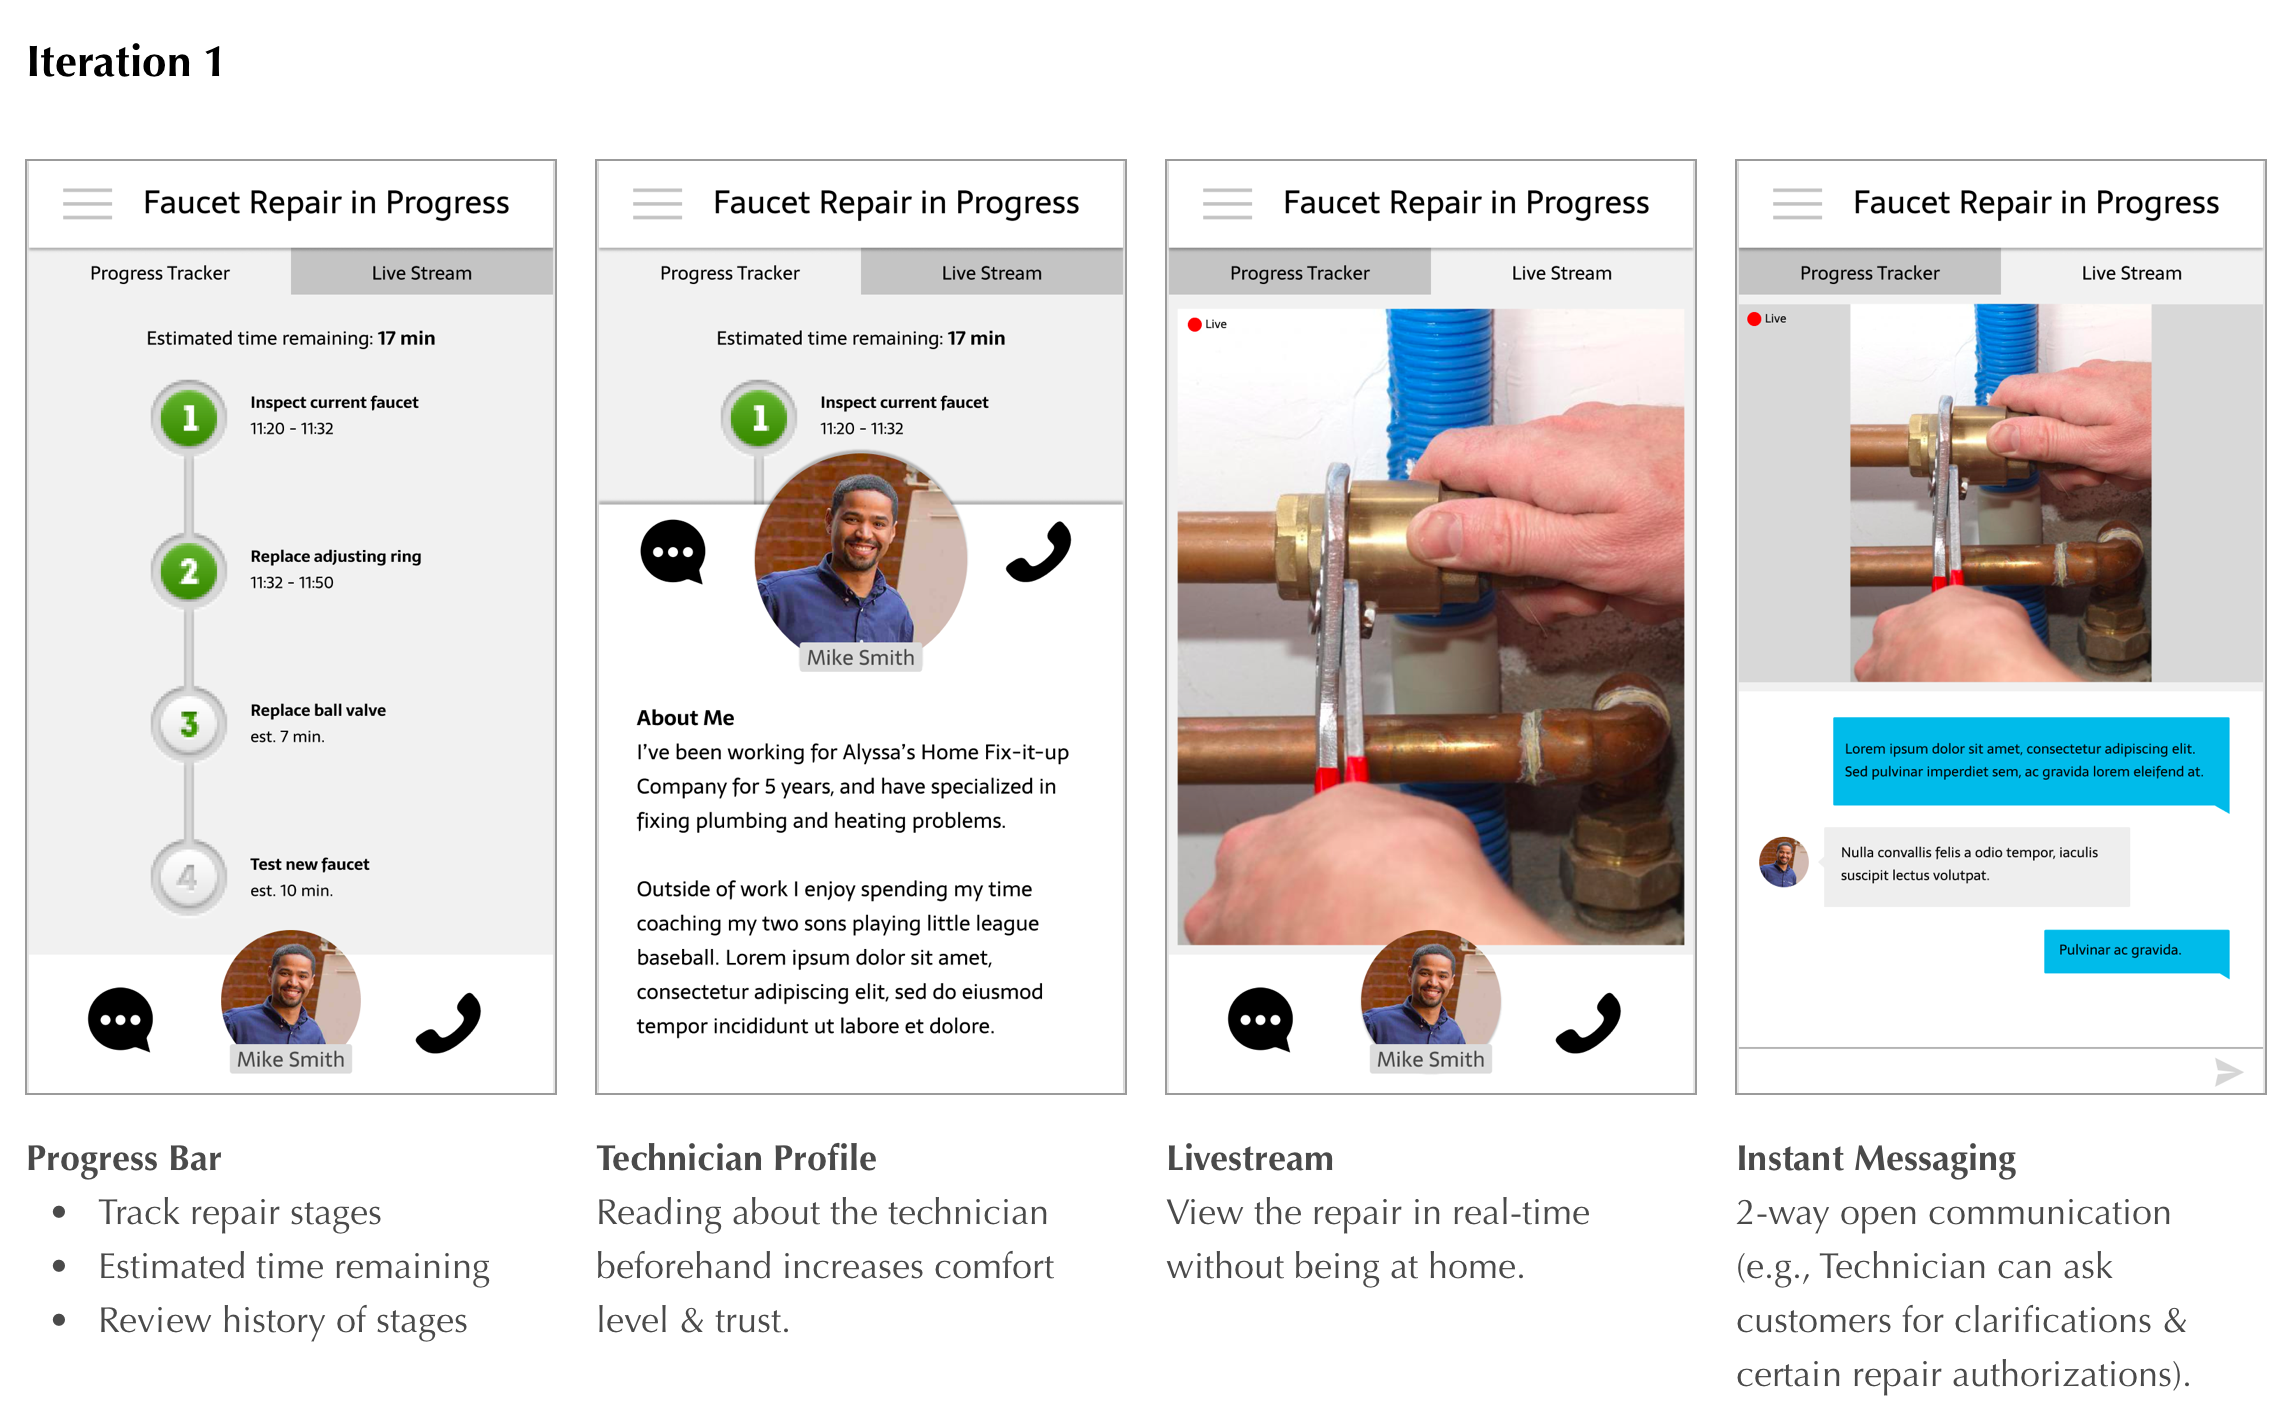 Iteration 1
Faucet Repair in Progress
Progress Tracker
Live Stream
Estimated time remaining: 17 min
1
Inspect current faucet
11:20 - 11:32
2
Replace adjusting ring
11:32 - 11:50
3
Replace ball valve
est. 7 min.
4
Test new faucet
est. 10 min.
Mike Smith
Progress Bar
• Track repair stages
• Estimated time remaining
• Review history of stages
Faucet Repair in Progress
Progress Tracker
Live Stream
Estimated time remaining: 17 min
1
Inspect current faucet
11:20 - 11:32
Mike Smith
About Me
I've been working for Alyssa's Home Fix-it-up
Company for 5 years, and have specialized in
fixing plumbing and heating problems.
Outside of work I enjoy spending my time
coaching my two sons playing little league
baseball. Lorem ipsum dolor sit amet,
consectetur adipiscing elit, sed do eiusmod
tempor incididunt ut labore et dolore.
Technician Profile
Reading about the technician
beforehand increases comfort
level & trust.
Faucet Repair in Progress
Progress Tracker
Live Stream
Live
Mike Smith
Livestream
View the repair in real-time
without being at home.
Faucet Repair in Progress
Progress Tracker
Live Stream
Live
Lorem ipsum dolor sit amet, consectetur adipiscing elit.
Sed pulvinar imperdiet sem, ac gravida lorem eleifend at.
Nulla convallis felis a odio tempor, iaculis
suscipit lectus volutpat.
Pulvinar ac gravida.
Instant Messaging
2-way open communication
(e.g., Technician can ask
customers for clarifications &
certain repair authorizations).